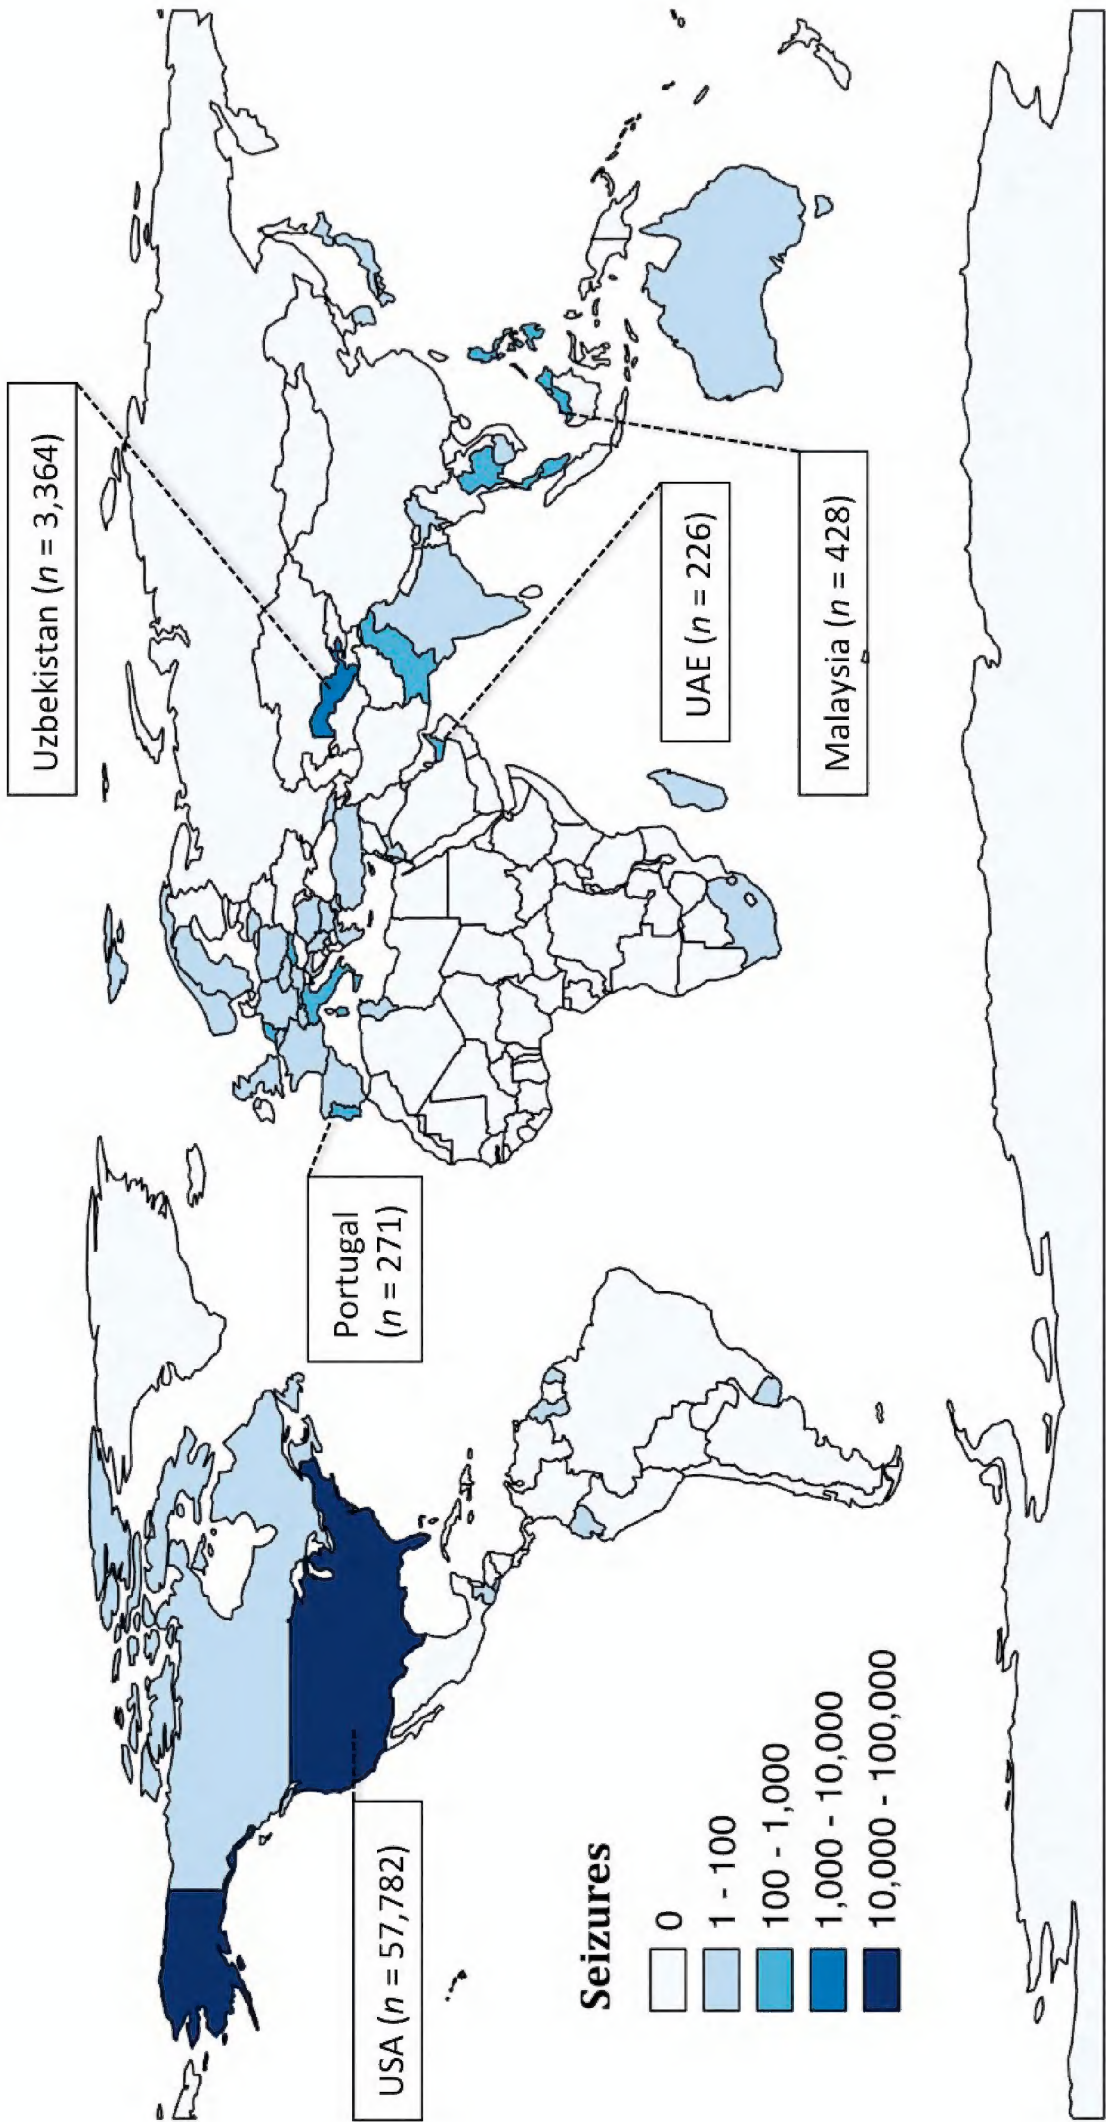 Uzbekistan (n = 3,364)
UAE (n = 226)
Malaysia (n = 428)
Portugal
(n = 271)
USA (n = 57,782)
Seizures
0
1 - 100
100 - 1,000
1,000 - 10,000
10,000 - 100,000